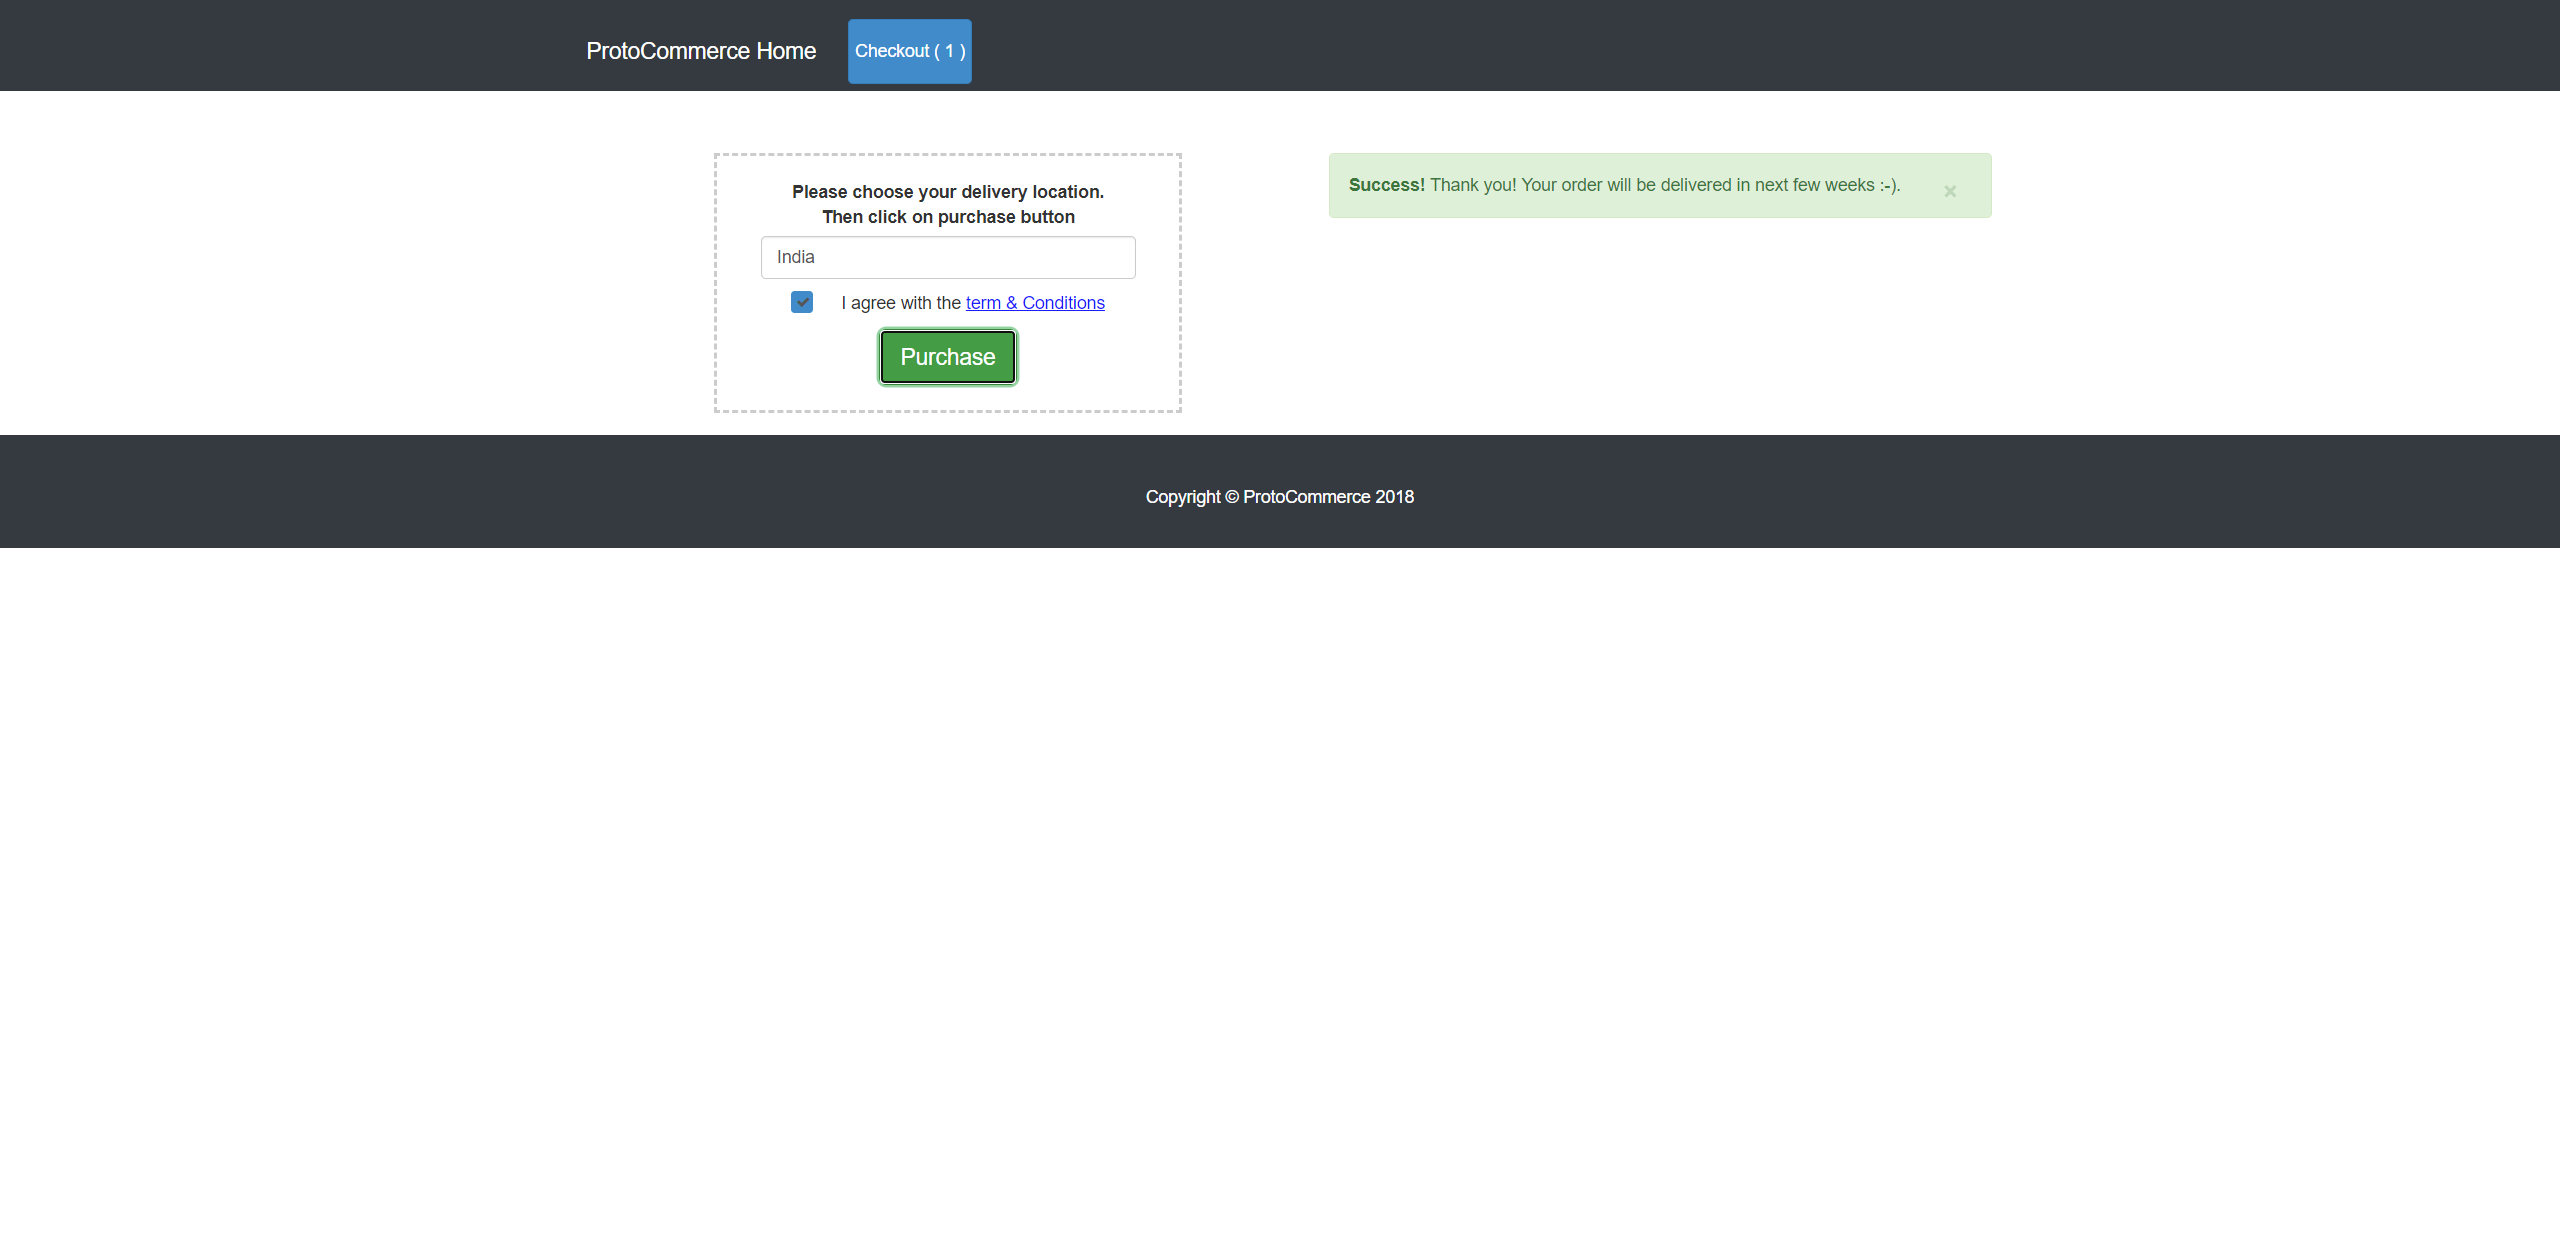 ProtoCommerce Home
Checkout ( 1 )
Please choose your delivery location.
Then click on purchase button
India
I agree with the term & Conditions
Purchase
Success! Thank you! Your order will be delivered in next few weeks :-).
×
Copyright © ProtoCommerce 2018